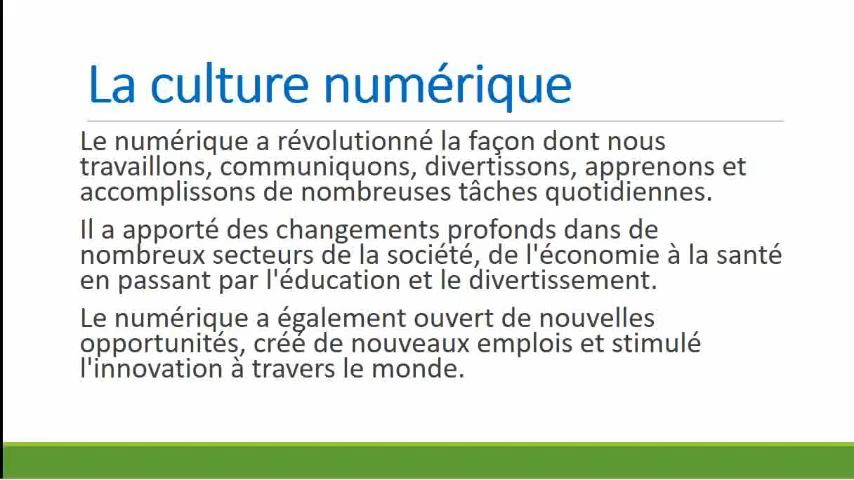 La culture numérique
Le numérique a révolutionné la façon dont nous
travaillons, communiquons, divertissons, apprenons et
accomplissons de nombreuses tâches quotidiennes.
Il a apporté des changements profonds dans de
nombreux secteurs de la société, de l'économie à la santé
en passant par l'éducation et le divertissement.
Le numérique a également ouvert de nouvelles
opportunités, créé de nouveaux emplois et stimulé
l'innovation à travers le monde.